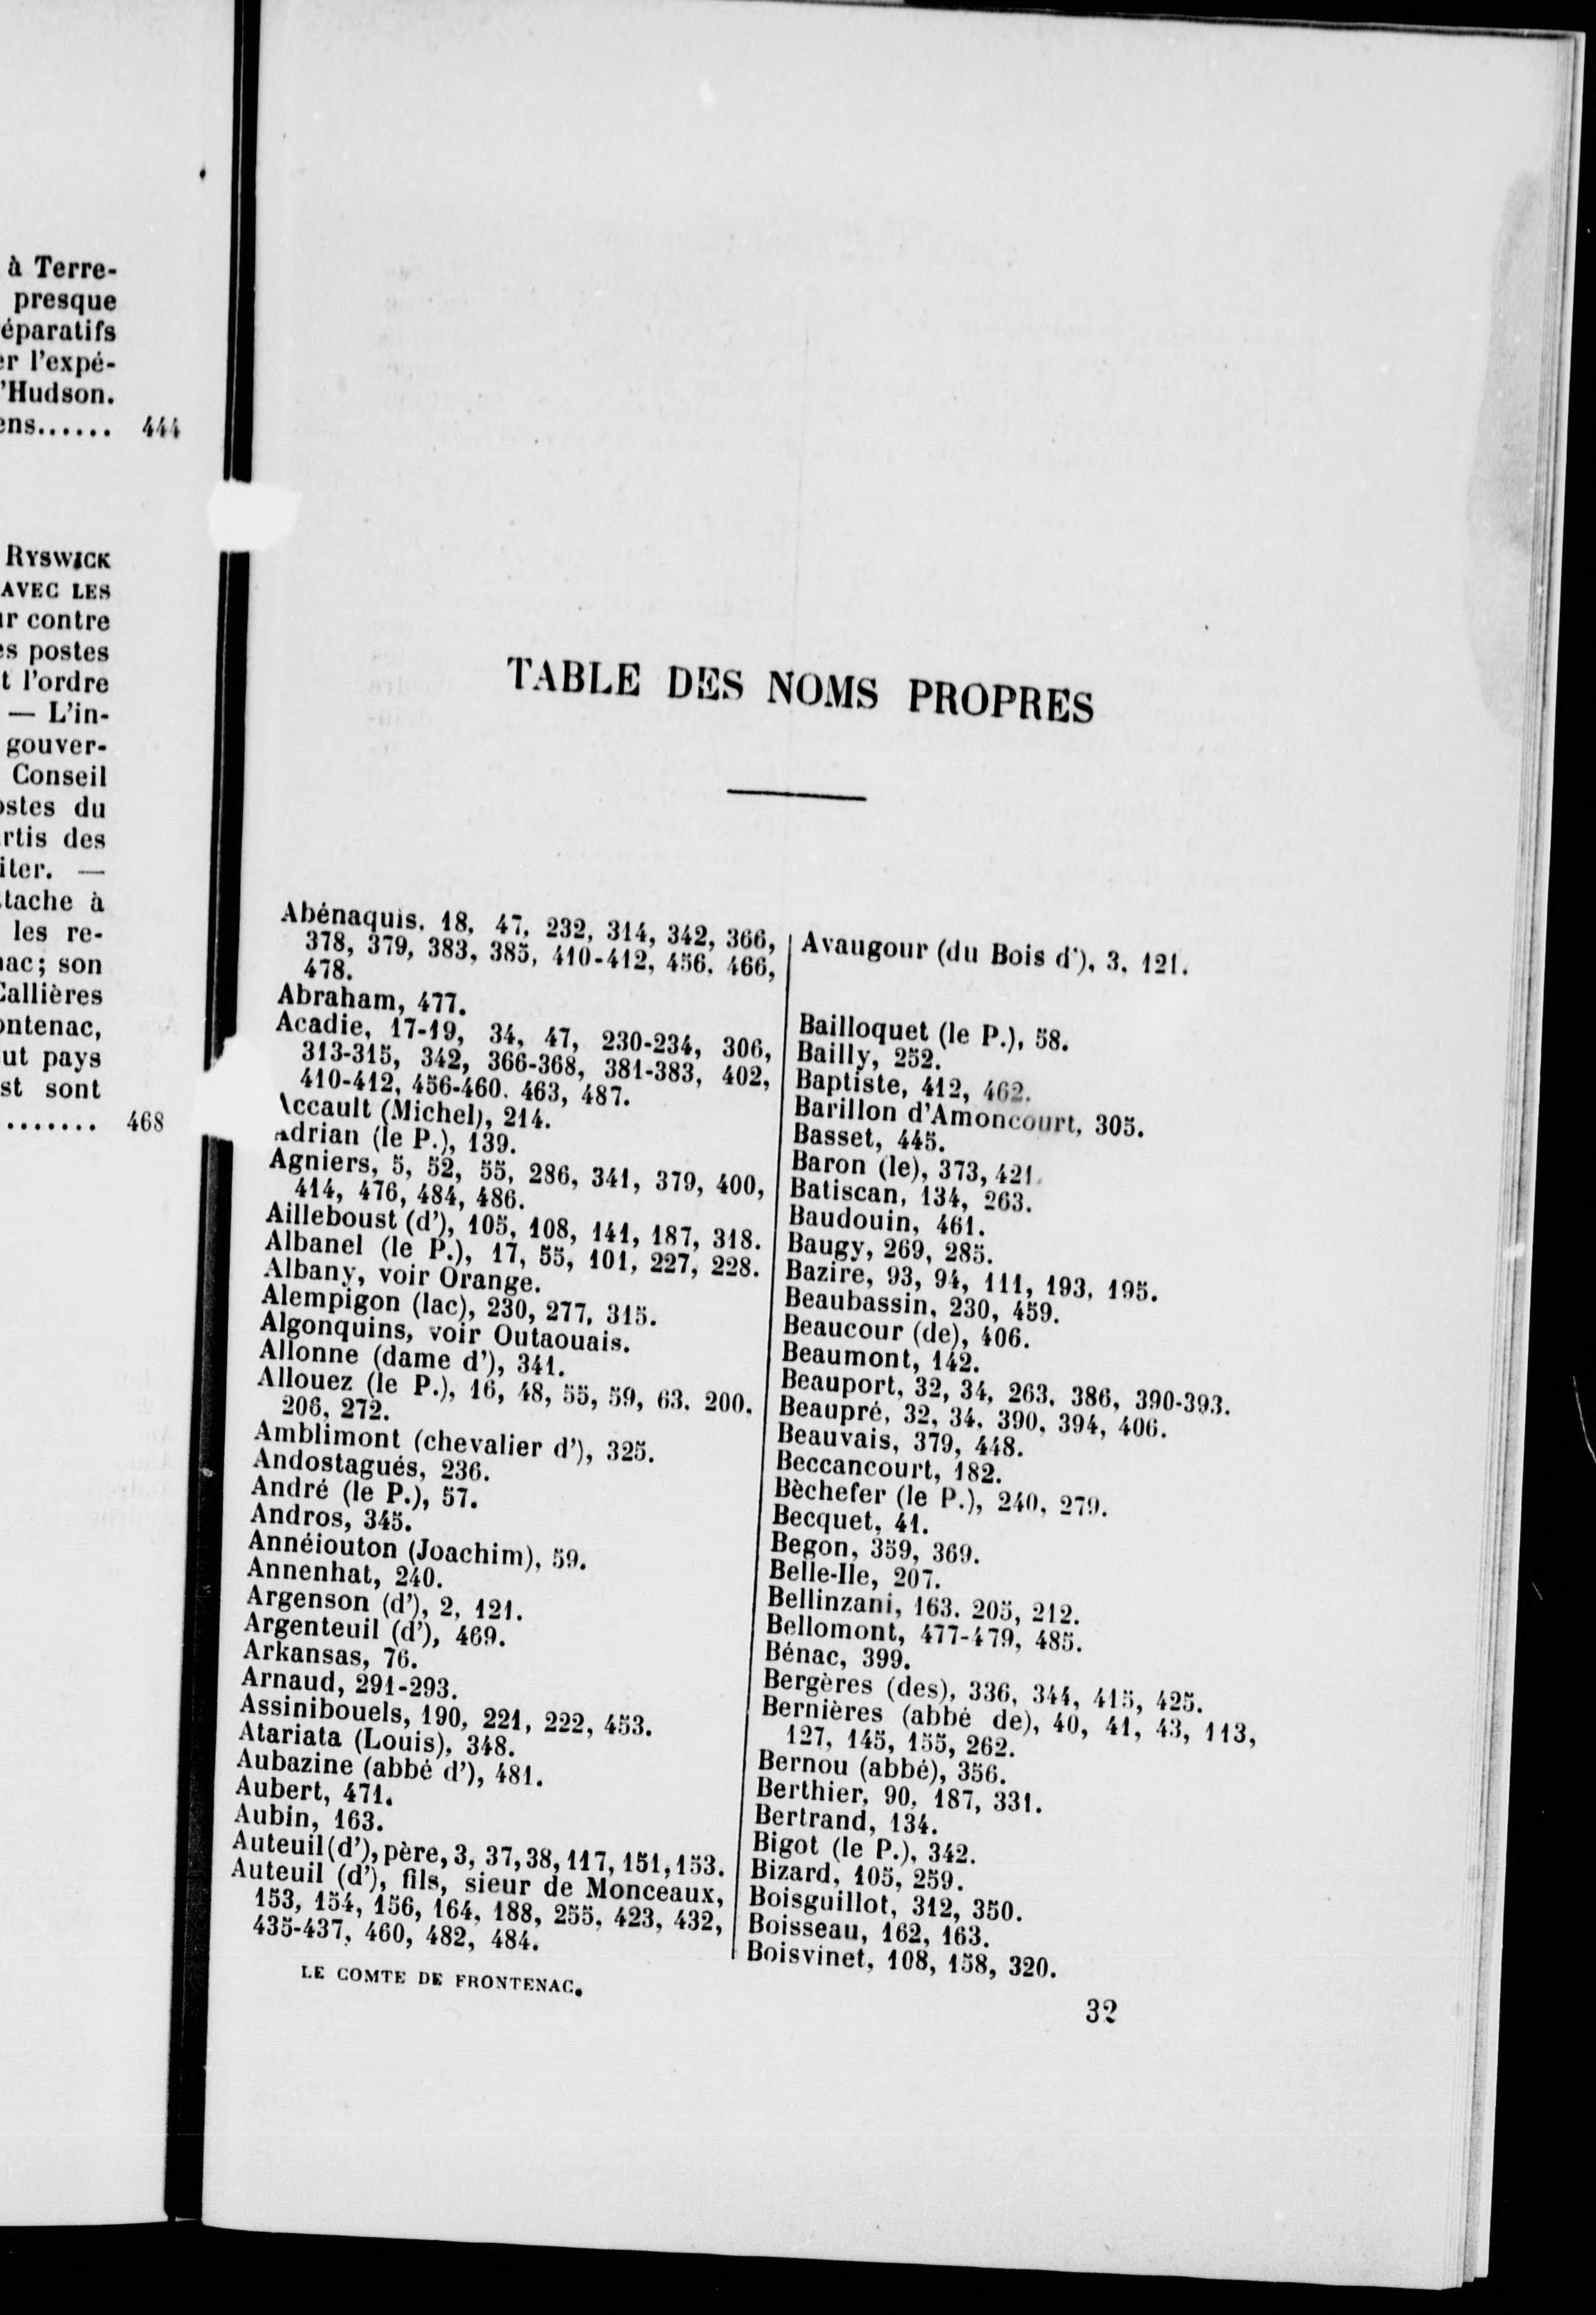 à Terre-
presque
éparatifs
er l'expé-
'Hudson.
ens...... 444
RYSWICK
AVEC LES
ur contre
es postes
t l'ordre
— L'in-
gouver-
Conseil
ostes du
rtis des
iter. —
tache à
les re-
nac; son
Callières
ontenac,
ut pays
st sont
....... 468
TABLE DES NOMS PROPRES
Abénaquis. 18, 47, 232, 314, 342, 366,
378, 379, 383, 385, 410-412, 456, 466,
478.
Abraham, 477.
Acadie, 17-19, 34, 47, 230-234, 306,
313-315, 342, 366-368, 381-383, 402,
410-412, 456-460. 463, 487.
Accault (Michel), 214.
Adrian (le P.), 139.
Agniers, 5, 52, 55, 286, 341, 379, 400,
414, 476, 484, 486.
Ailleboust (d'), 105, 108, 141, 187, 318.
Albanel (le P.), 17, 55, 101, 227, 228.
Albany, voir Orange.
Alempigon (lac), 230, 277, 315.
Algonquins, voir Outaouais.
Allonne (dame d'), 341.
Allouez (le P.), 16, 48, 55, 59, 63. 200.
206, 272.
Amblimont (chevalier d'), 325.
Andostagués, 236.
André (le P.), 57.
Andros, 345.
Annéiouton (Joachim), 59.
Annenhat, 240.
Argenson (d'), 2, 121.
Argenteuil (d'), 469.
Arkansas, 76.
Arnaud, 291-293.
Assinibouels, 190, 221, 222, 453.
Atariata (Louis), 348.
Aubazine (abbé d'), 481.
Aubert, 471.
Aubin, 163.
Auteuil (d'), père, 3, 37, 38, 117, 151, 153.
Auteuil (d'), fils, sieur de Monceaux,
153, 154, 156, 164, 188, 255, 423, 432,
435-437, 460, 482, 484.
Avaugour (du Bois d'), 3, 121.
Bailloquet (le P.), 58.
Bailly, 252.
Baptiste, 412, 462.
Barillon d'Amoncourt, 305.
Basset, 445.
Baron (le), 373, 421.
Batiscan, 134, 263.
Baudouin, 461.
Baugy, 269, 285.
Bazire, 93, 94, 111, 193, 195.
Beaubassin, 230, 459.
Beaucour (de), 406.
Beaumont, 142.
Beauport, 32, 34, 263, 386, 390-393.
Beaupré, 32, 34. 390, 394, 406.
Beauvais, 379, 448.
Beccancourt, 182.
Bèchefer (le P.), 240, 279.
Becquet, 41.
Begon, 359, 369.
Belle-Ile, 207.
Bellinzani, 163. 205, 212.
Bellomont, 477-479, 485.
Bénac, 399.
Bergères (des), 336, 344, 415, 425.
Bernières (abbé de), 40, 41, 43, 113,
127, 145, 155, 262.
Bernou (abbé), 356.
Berthier, 90, 187, 331.
Bertrand, 134.
Bigot (le P.), 342.
Bizard, 105, 259.
Boisguillot, 312, 350.
Boisseau, 162, 163.
Boisvinet, 108, 158, 320.
LE COMTE DE FRONTENAC.
32